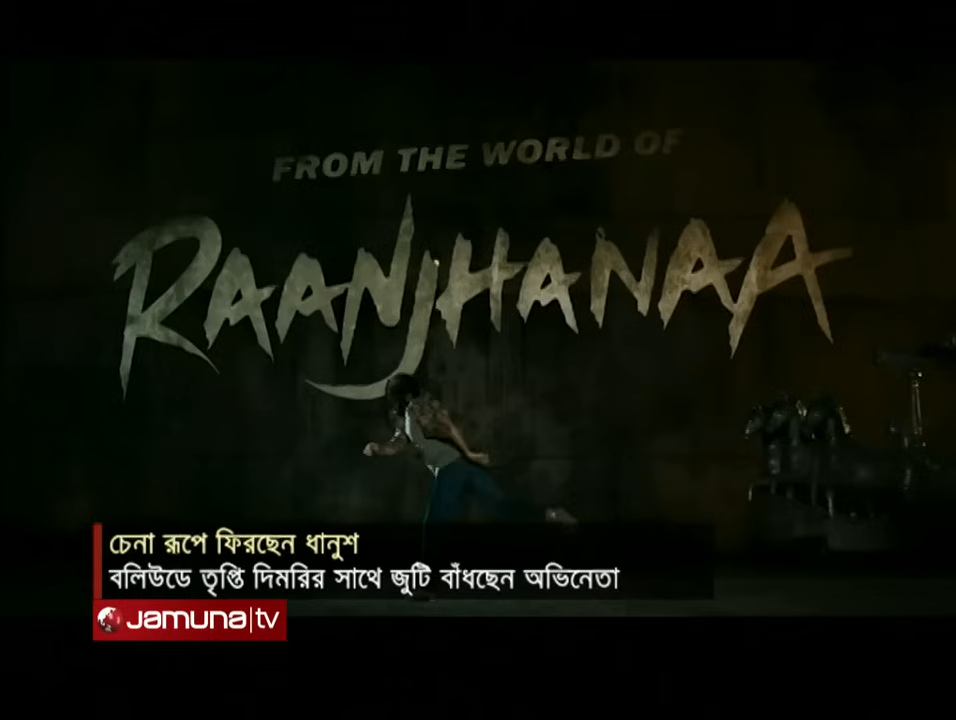 FROM THE WORLD OF
RAANJHANAA
চেনা রূপে ফিরছেন ধানুশ
বলিউডে তৃপ্তি দিমরির সাথে জুটি বাঁধছেন অভিনেতা
Jamuna|tv